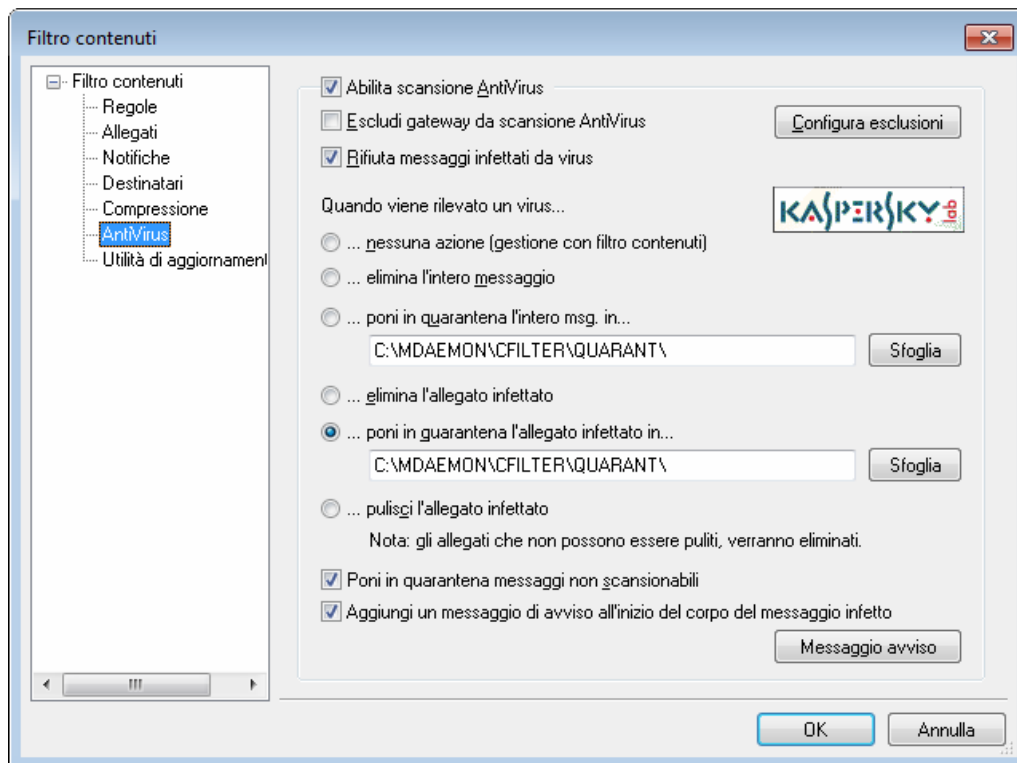 Filtro contenuti
Filtro contenuti
Regole
Allegati
Notifiche
Destinatari
Compressione
AntiVirus
Utilità di aggiornament
Abilita scansione AntiVirus
Escludi gateway da scansione AntiVirus
Configura esclusioni
Rifiuta messaggi infettati da virus
Quando viene rilevato un virus...
KASPERSKY lab
... nessuna azione (gestione con filtro contenuti)
... elimina l'intero messaggio
... poni in quarantena l'intero msg. in...
C:\MDAEMON\CFILTER\QUARANT\
Sfoglia
... elimina l'allegato infettato
... poni in quarantena l'allegato infettato in...
C:\MDAEMON\CFILTER\QUARANT\
Sfoglia
... pulisci l'allegato infettato
Nota: gli allegati che non possono essere puliti, verranno eliminati.
Poni in quarantena messaggi non scansionabili
Aggiungi un messaggio di avviso all'inizio del corpo del messaggio infetto
Messaggio avviso
OK
Annulla